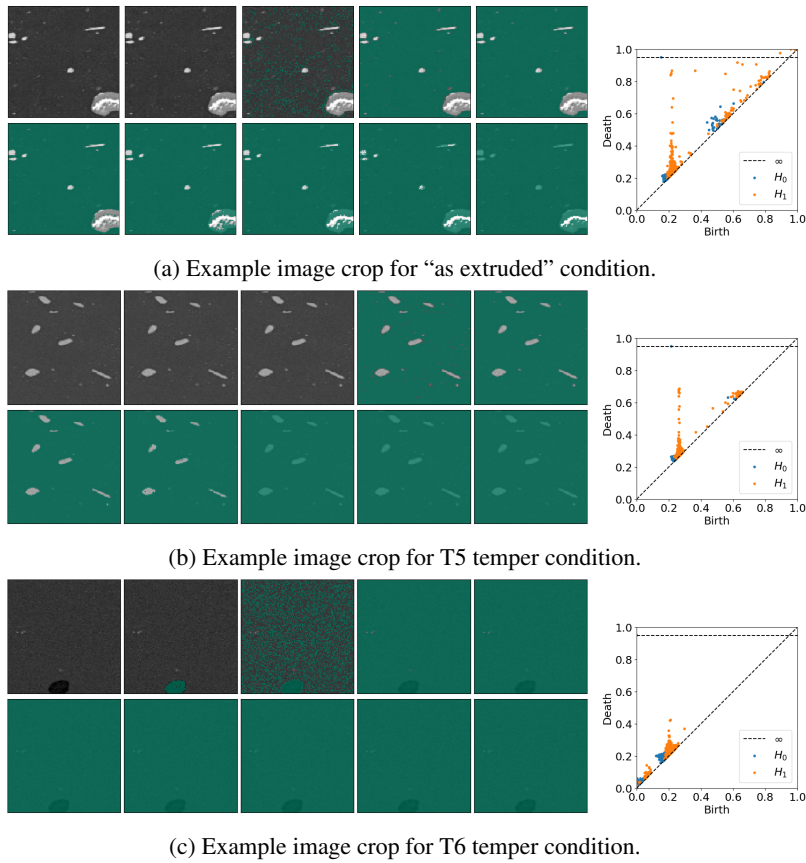 1.0
0.8
0.6
0.4
0.2
0.0
Death
∞
H0
H1
0.0 0.2 0.4 0.6 0.8 1.0
Birth
(a) Example image crop for “as extruded” condition.
1.0
0.8
0.6
0.4
0.2
0.0
Death
∞
H0
H1
0.0 0.2 0.4 0.6 0.8 1.0
Birth
(b) Example image crop for T5 temper condition.
1.0
0.8
0.6
0.4
0.2
0.0
Death
∞
H0
H1
0.0 0.2 0.4 0.6 0.8 1.0
Birth
(c) Example image crop for T6 temper condition.